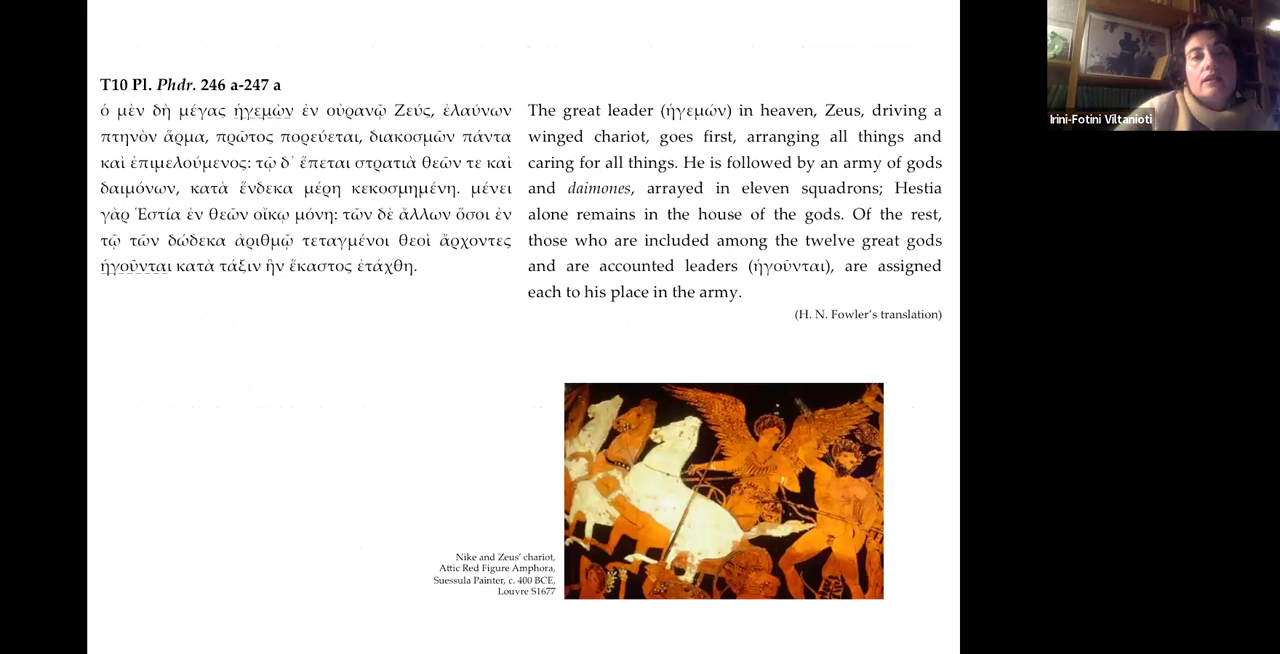 T10 Pl. Phdr. 246 a-247 a
ὁ μὲν δὴ μέγας ἡγεμὼν ἐν οὐρανῷ Ζεύς, ἐλαύνων
πτηνὸν ἅρμα, πρῶτος πορεύεται, διακοσμῶν πάντα
καὶ ἐπιμελούμενος: τῷ δ᾽ ἕπεται στρατιὰ θεῶν τε καὶ
δαιμόνων, κατὰ ἕνδεκα μέρη κεκοσμημένη. μένει
γὰρ Ἑστία ἐν θεῶν οἴκῳ μόνη: τῶν δὲ ἄλλων ὅσοι ἐν
τῷ τῶν δώδεκα ἀριθμῷ τεταγμένοι θεοὶ ἄρχοντες
ἡγοῦνται κατὰ τάξιν ἣν ἕκαστος ἐτάχθη.
The great leader (ἡγεμών) in heaven, Zeus, driving a
winged chariot, goes first, arranging all things and
caring for all things. He is followed by an army of gods
and daimones, arrayed in eleven squadrons; Hestia
alone remains in the house of the gods. Of the rest,
those who are included among the twelve great gods
and are accounted leaders (ἡγοῦνται), are assigned
each to his place in the army.
(H. N. Fowler's translation)
Nike and Zeus' chariot,
Attic Red Figure Amphora,
Suessula Painter, c. 400 BCE,
Louvre S1677
Irini-Fotini Viltanioti